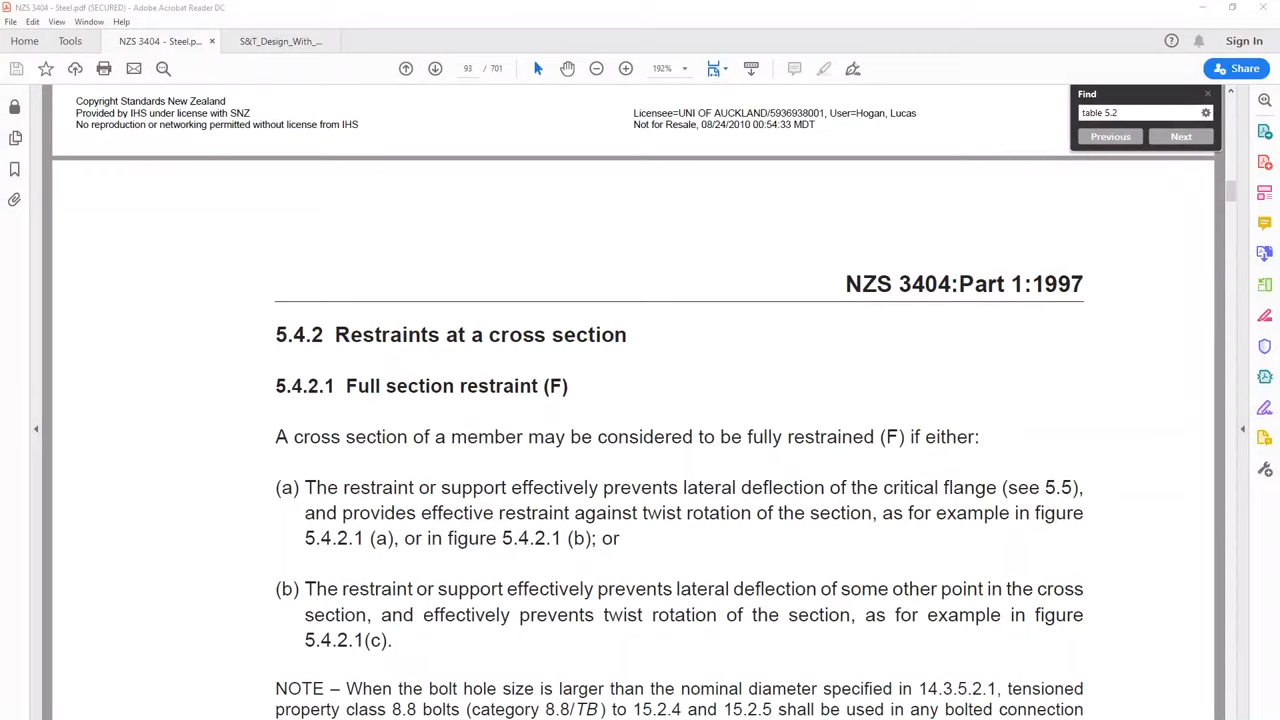 NZS 3404 - Steel.pdf (SECURED) - Adobe Acrobat Reader DC
File Edit View Window Help
Home Tools NZS 3404 - Steel.p... × S&T_Design_With_... Sign In
93 / 701 192% Share
Find
table 5.2
Previous Next
Copyright Standards New Zealand
Provided by IHS under license with SNZ
No reproduction or networking permitted without license from IHS
Licensee=UNI OF AUCKLAND/5936938001, User=Hogan, Lucas
Not for Resale, 08/24/2010 00:54:33 MDT
NZS 3404:Part 1:1997
5.4.2 Restraints at a cross section
5.4.2.1 Full section restraint (F)
A cross section of a member may be considered to be fully restrained (F) if either:
(a) The restraint or support effectively prevents lateral deflection of the critical flange (see 5.5),
and provides effective restraint against twist rotation of the section, as for example in figure
5.4.2.1 (a), or in figure 5.4.2.1 (b); or
(b) The restraint or support effectively prevents lateral deflection of some other point in the cross
section, and effectively prevents twist rotation of the section, as for example in figure
5.4.2.1(c).
NOTE – When the bolt hole size is larger than the nominal diameter specified in 14.3.5.2.1, tensioned
property class 8.8 bolts (category 8.8/TB) to 15.2.4 and 15.2.5 shall be used in any bolted connection